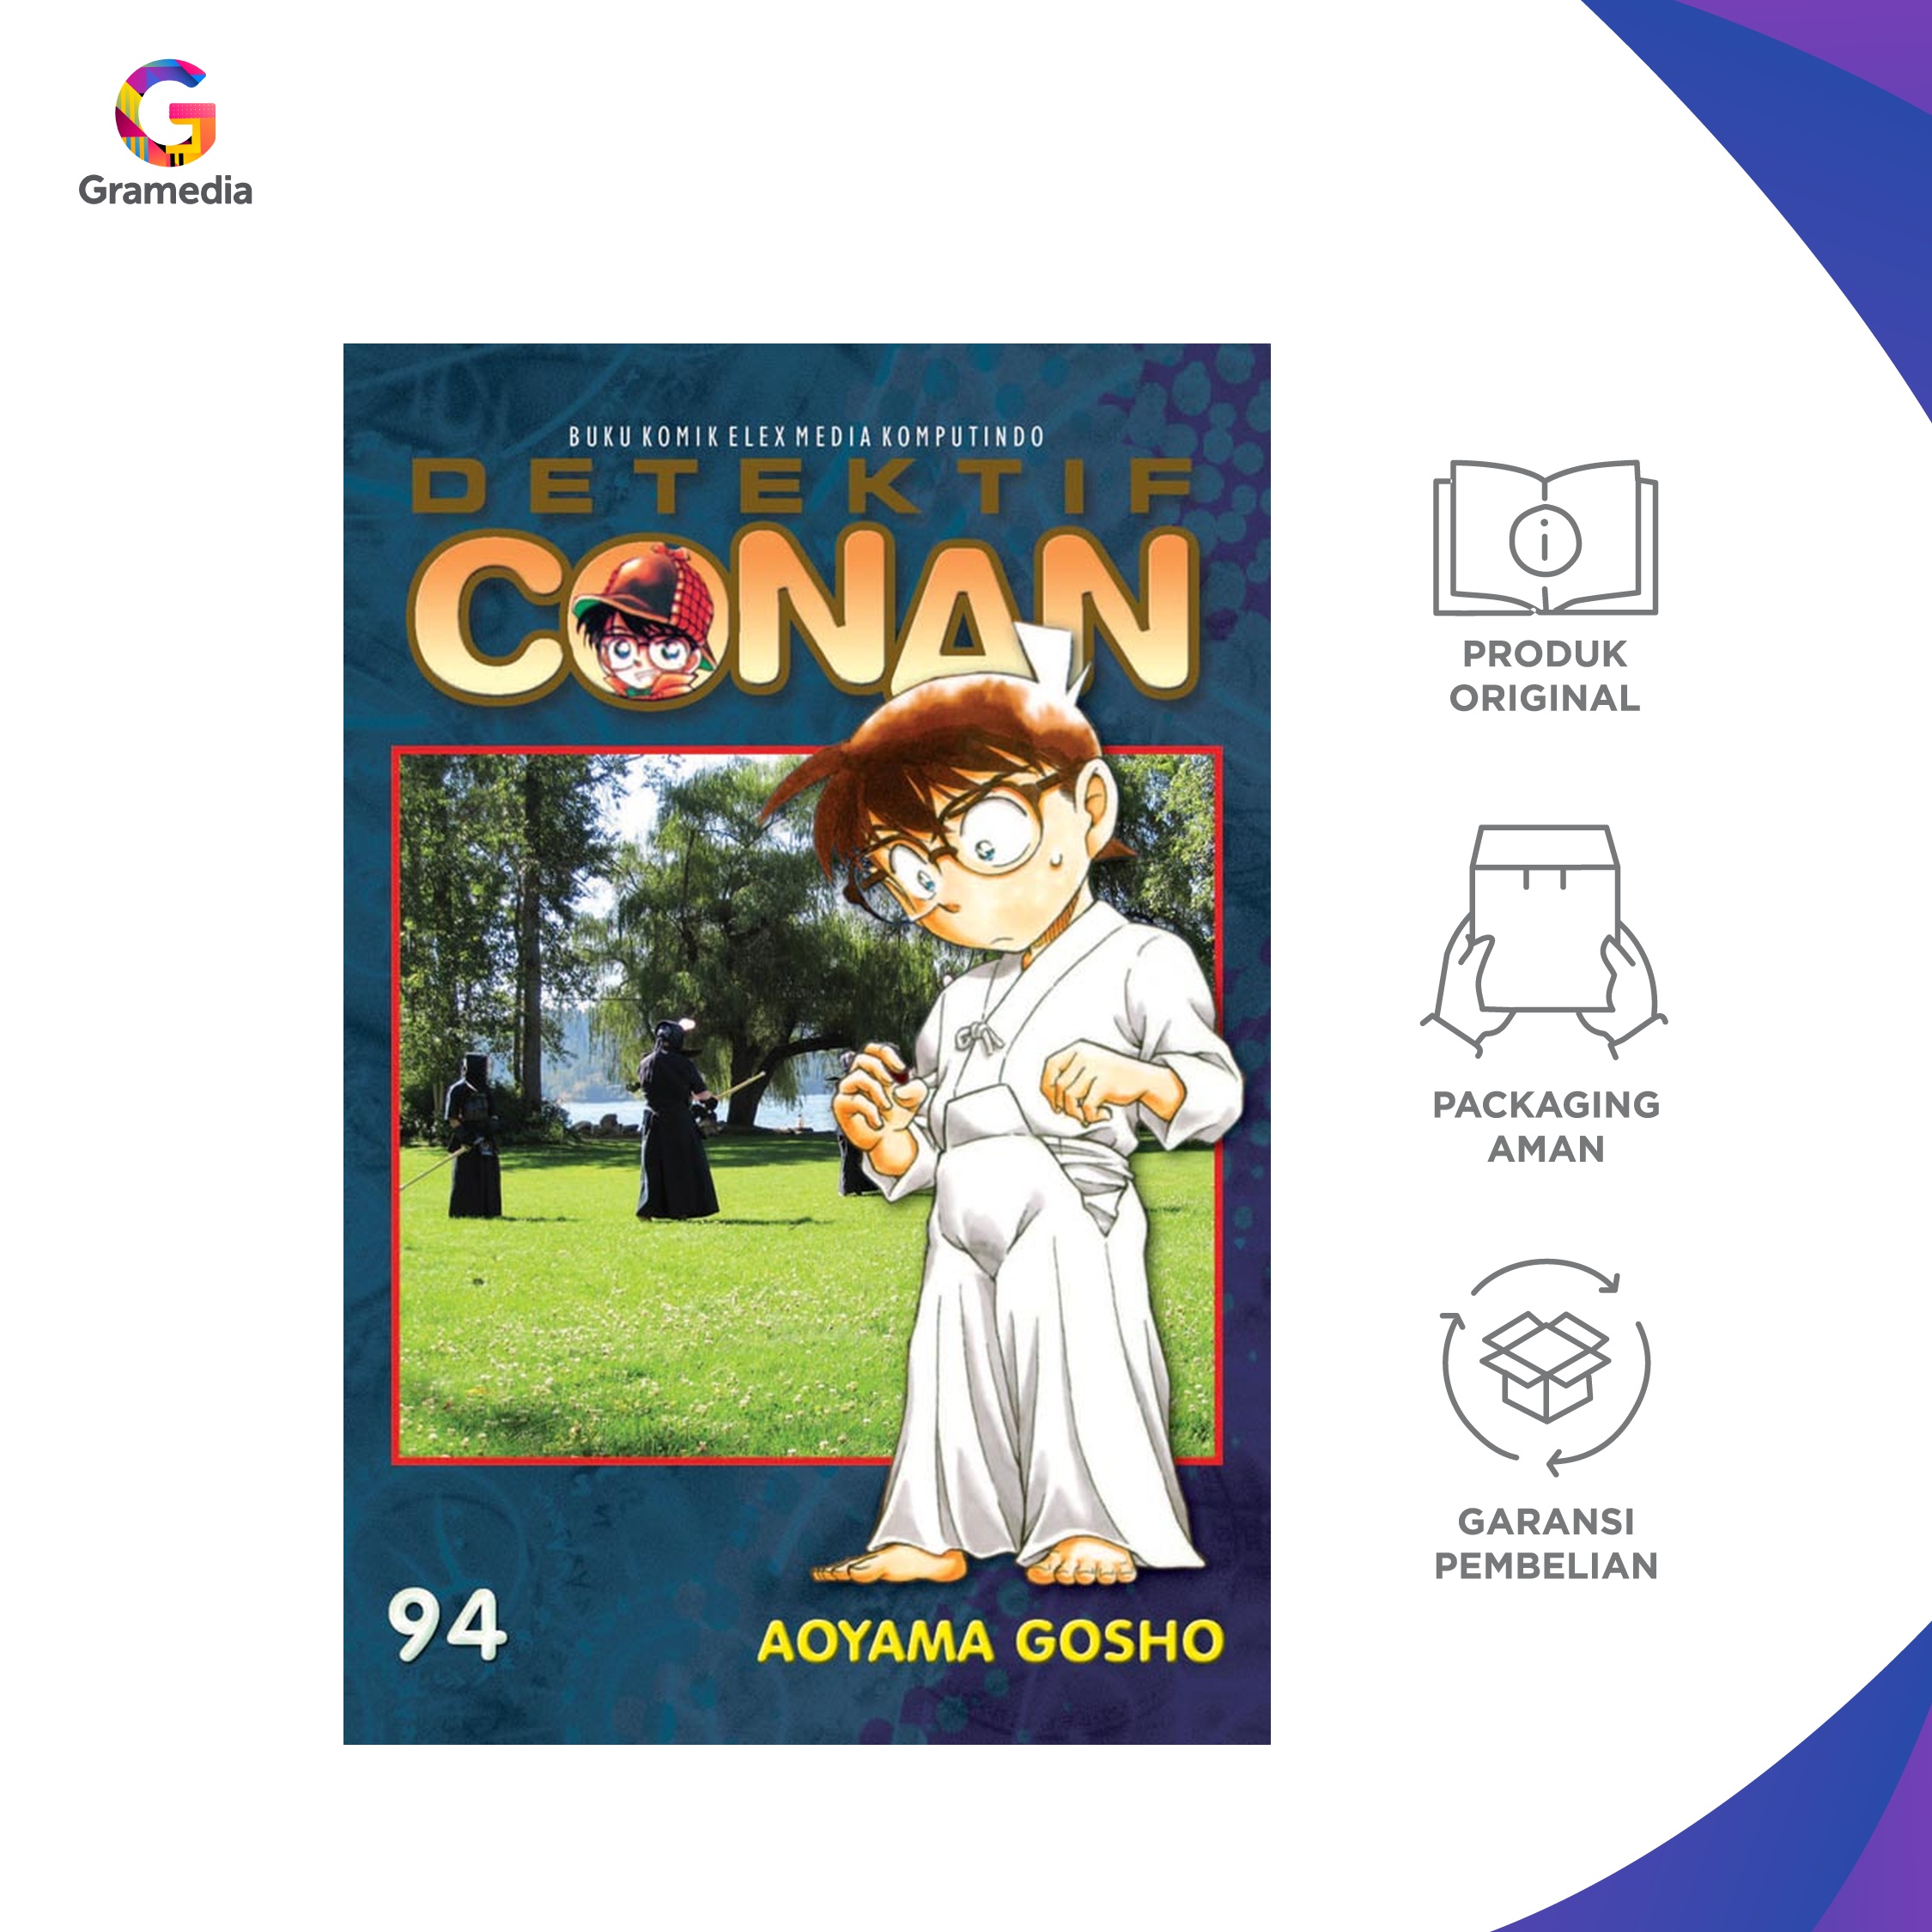 Gramedia
BUKU KOMIK ELEX MEDIA KOMPUTINDO
DETEKTIF
CONAN
94
AOYAMA GOSHO
PRODUK
ORIGINAL
PACKAGING
AMAN
GARANSI
PEMBELIAN